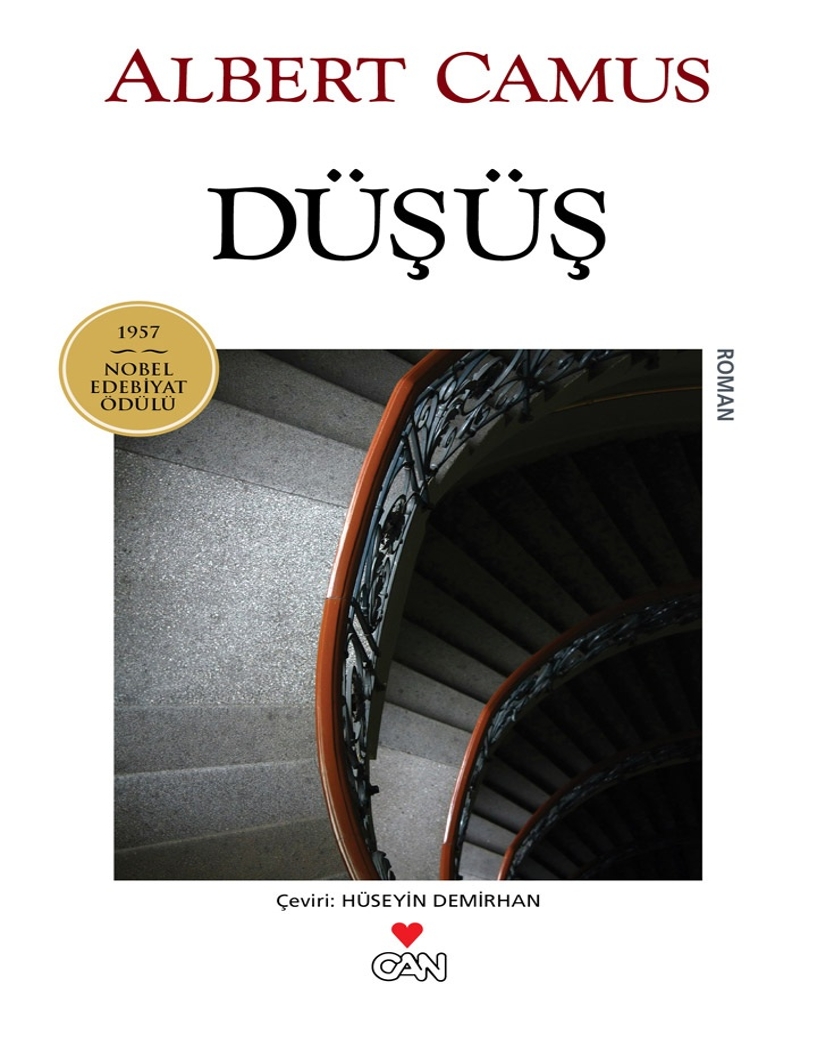 ALBERT CAMUS
DÜŞÜŞ
1957
NOBEL
EDEBİYAT
ÖDÜLÜ
ROMAN
Çeviri: HÜSEYİN DEMİRHAN
CAN